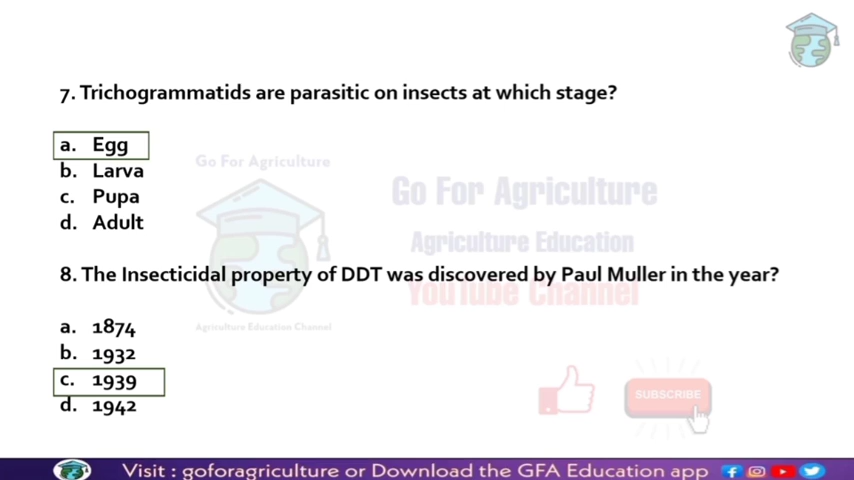 7. Trichogrammatids are parasitic on insects at which stage?
a. Egg
b. Larva
c. Pupa
d. Adult
Go For Agriculture
Go For Agriculture
Agriculture Education
YouTube Channel
8. The Insecticidal property of DDT was discovered by Paul Muller in the year?
Agriculture Education Channel
a. 1874
b. 1932
c. 1939
d. 1942
SUBSCRIBE
Visit : goforagriculture or Download the GFA Education app